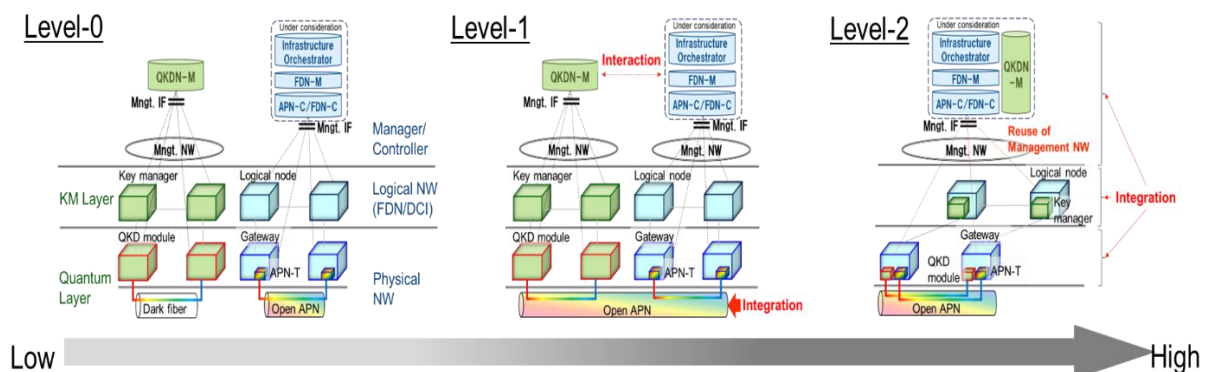 Level-0
Under consideration
Infrastructure
Orchestrator
FDN-M
APN-C/FDN-C
QKDN-M
Mngt. IF
Mngt. IF
Mngt. NW
Manager/
Controller
Key manager
Logical node
KM Layer
Logical NW
(FDN/DCI)
QKD module
Gateway
APN-T
Quantum
Layer
Physical
NW
Dark fiber
Open APN
Level-1
Under consideration
Infrastructure
Orchestrator
FDN-M
APN-C/FDN-C
Interaction
QKDN-M
Mngt. IF
Mngt. IF
Mngt. NW
Mngt. NW
Key manager
Logical node
QKD module
Gateway
APN-T
Open APN
Integration
Level-2
Under consideration
Infrastructure
Orchestrator
FDN-M
APN-C/FDN-C
QKDN
-M
Mngt. IF
Mngt. NW
Reuse of
Management NW
Logical node
Key
manager
Integration
Gateway
QKD
module
APN-T
Open APN
Low
High